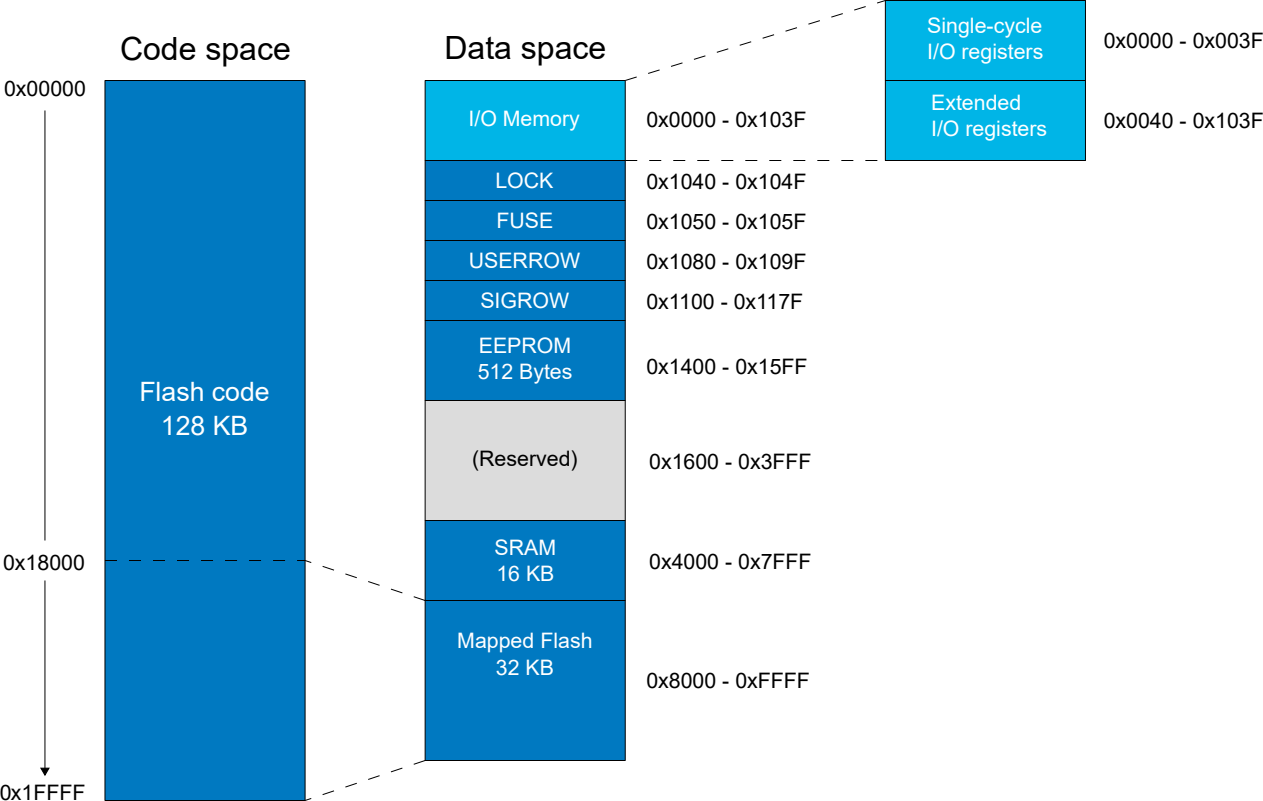 Code space
0x00000
Flash code
128 KB
0x18000
0x1FFFF
Data space
I/O Memory
0x0000 - 0x103F
LOCK
0x1040 - 0x104F
FUSE
0x1050 - 0x105F
USERROW
0x1080 - 0x109F
SIGROW
0x1100 - 0x117F
EEPROM
512 Bytes
0x1400 - 0x15FF
(Reserved)
0x1600 - 0x3FFF
SRAM
16 KB
0x4000 - 0x7FFF
Mapped Flash
32 KB
0x8000 - 0xFFFF
Single-cycle
I/O registers
0x0000 - 0x003F
Extended
I/O registers
0x0040 - 0x103F